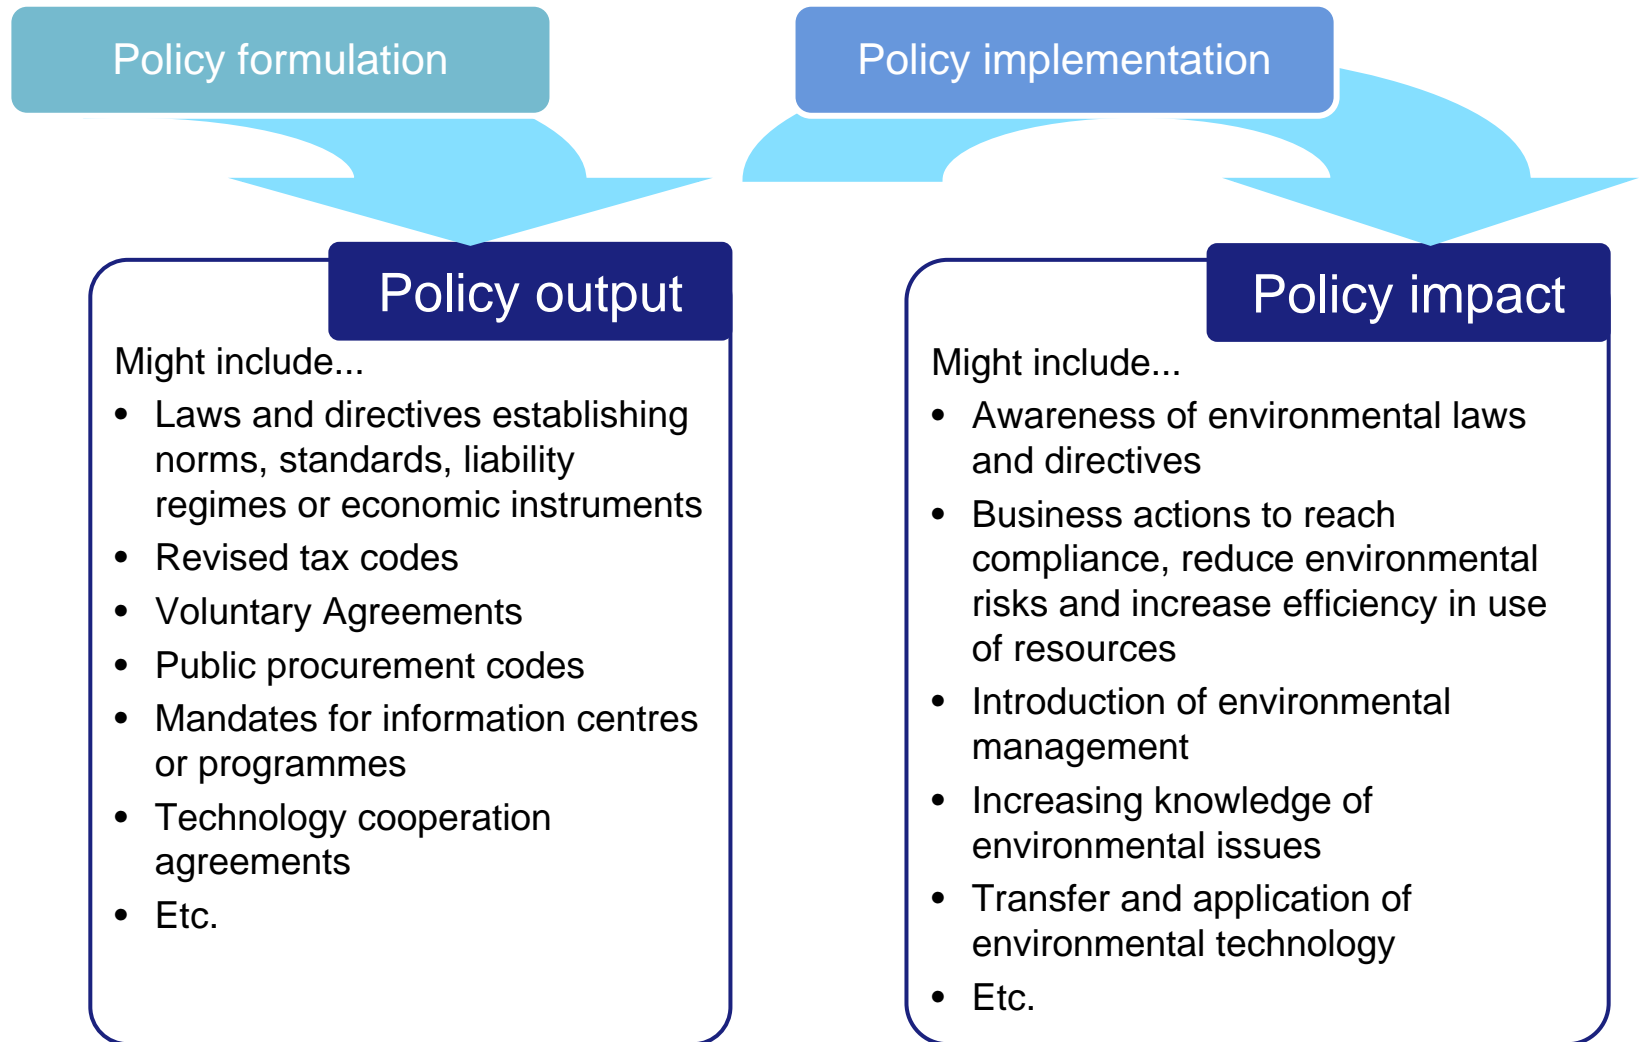 Policy formulation
Policy implementation
Policy output
Might include...
• Laws and directives establishing
norms, standards, liability
regimes or economic instruments
• Revised tax codes
• Voluntary Agreements
• Public procurement codes
• Mandates for information centres
or programmes
• Technology cooperation
agreements
• Etc.
Policy impact
Might include...
• Awareness of environmental laws
and directives
• Business actions to reach
compliance, reduce environmental
risks and increase efficiency in use
of resources
• Introduction of environmental
management
• Increasing knowledge of
environmental issues
• Transfer and application of
environmental technology
• Etc.